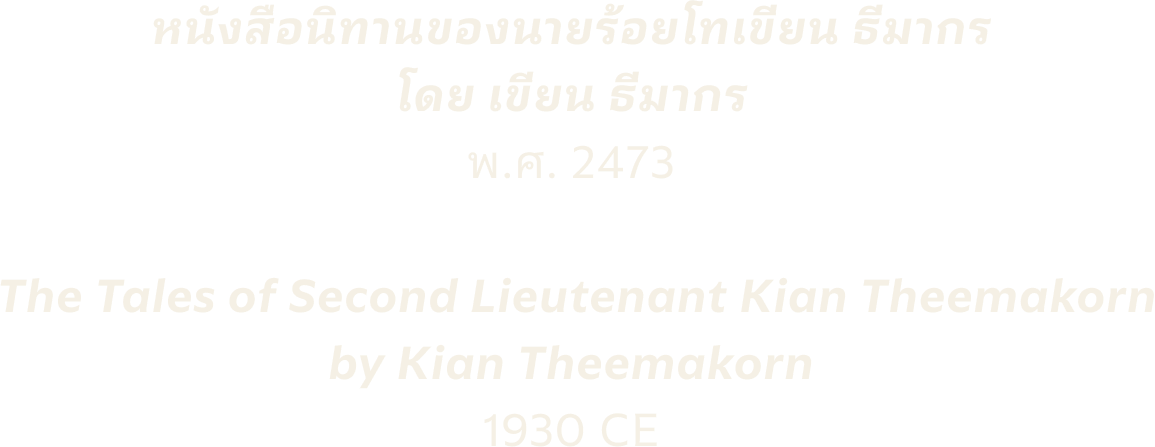 หนังสือนิทานของนายร้อยโทเขียน ธีมากร
โดย เขียน ธีมากร
พ.ศ. 2473
The Tales of Second Lieutenant Kian Theemakorn
by Kian Theemakorn
1930 CE